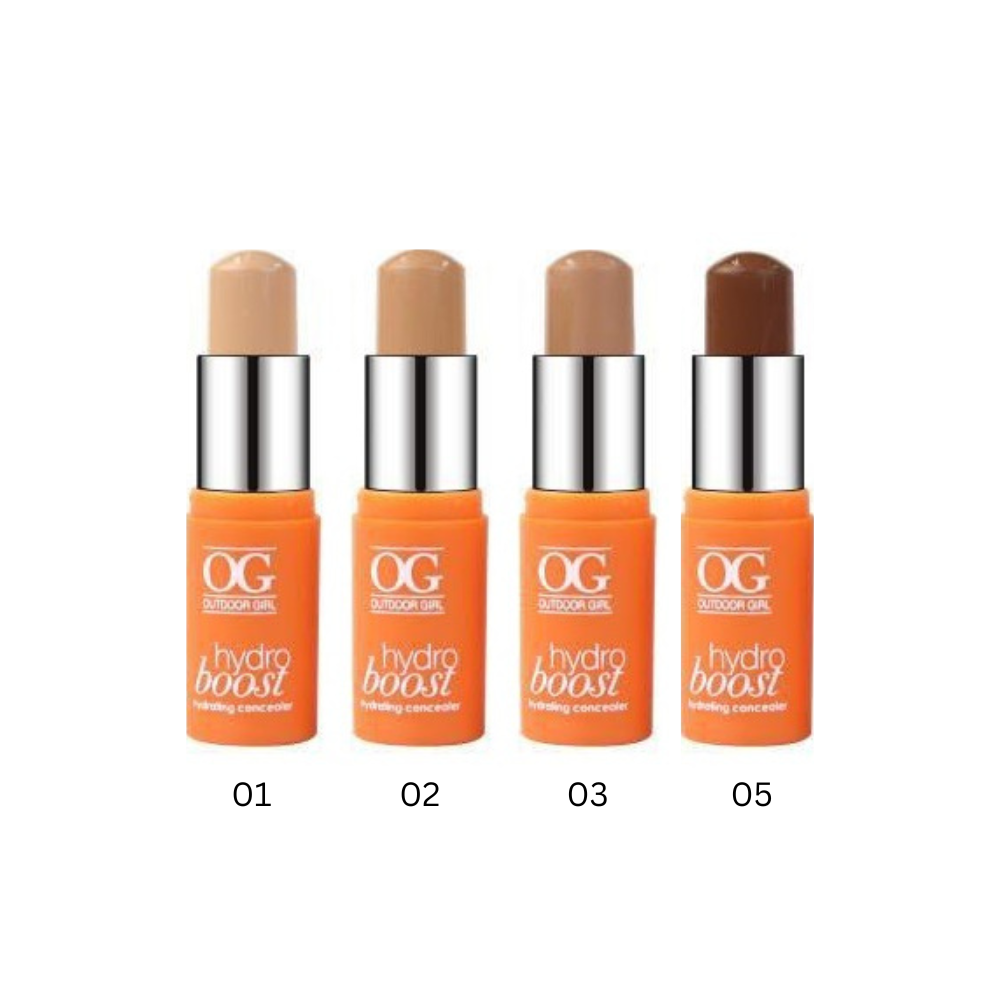 OG
OUTDOOR GIRL
hydro
boost
hydrating concealer
OG
OUTDOOR GIRL
hydro
boost
hydrating concealer
OG
OUTDOOR GIRL
hydro
boost
hydrating concealer
OG
OUTDOOR GIRL
hydro
boost
hydrating concealer
01
02
03
05